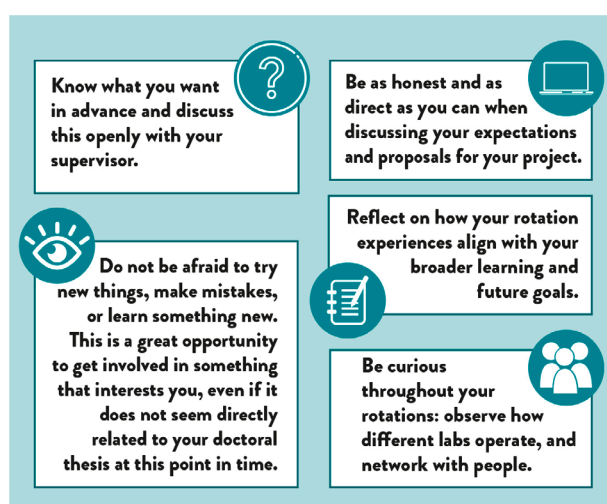 Know what you want
in advance and discuss
this openly with your
supervisor.
Be as honest and as
direct as you can when
discussing your expectations
and proposals for your project.
Do not be afraid to try
new things, make mistakes,
or learn something new.
This is a great opportunity
to get involved in something
that interests you, even if it
does not seem directly
related to your doctoral
thesis at this point in time.
Reflect on how your rotation
experiences align with your
broader learning and
future goals.
Be curious
throughout your
rotations: observe how
different labs operate, and
network with people.